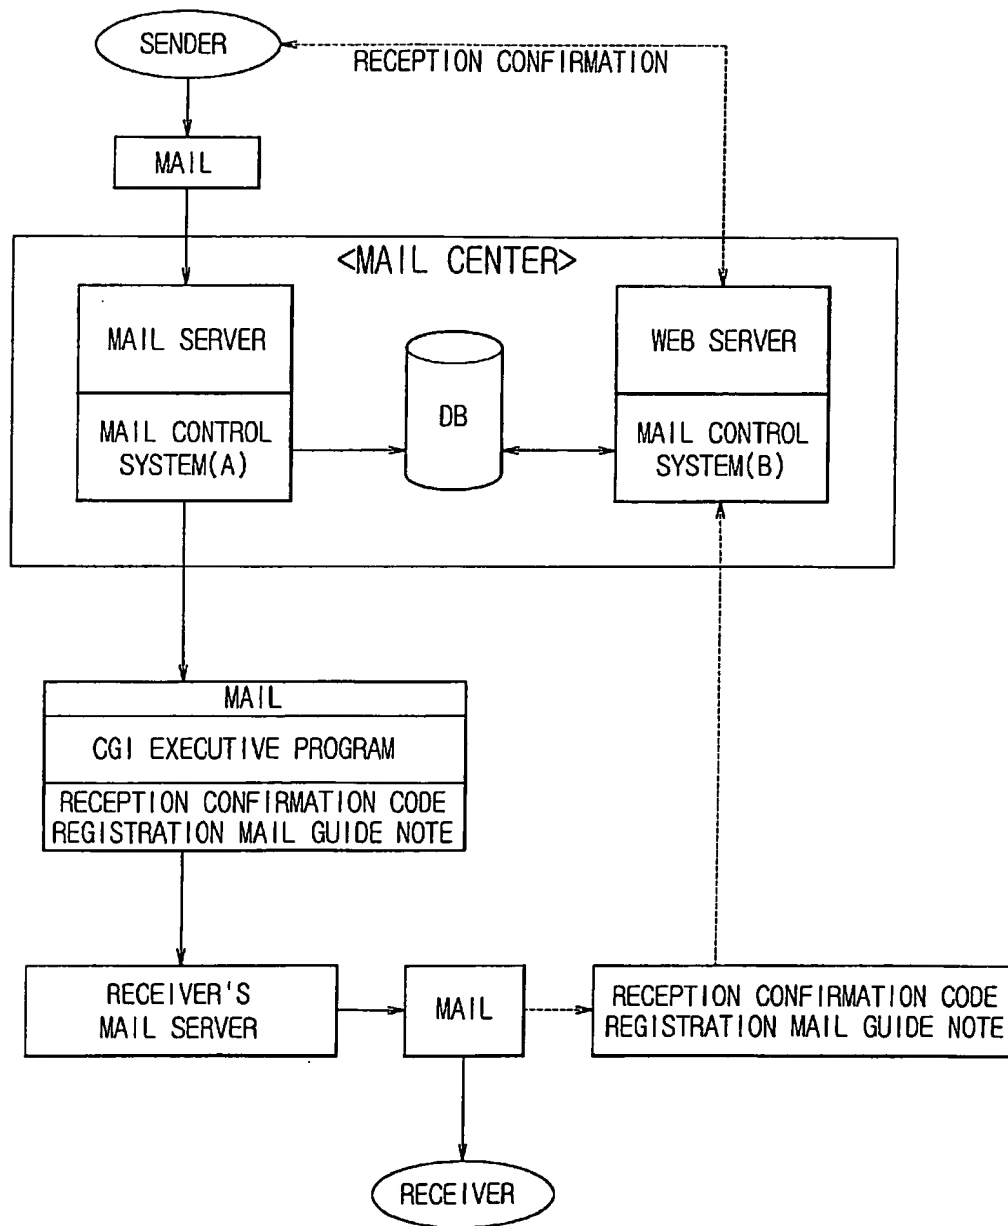 SENDER
RECEPTION CONFIRMATION
MAIL
<MAIL CENTER>
MAIL SERVER
MAIL CONTROL
SYSTEM(A)
DB
WEB SERVER
MAIL CONTROL
SYSTEM(B)
MAIL
CGI EXECUTIVE PROGRAM
RECEPTION CONFIRMATION CODE
REGISTRATION MAIL GUIDE NOTE
RECEIVER'S
MAIL SERVER
MAIL
RECEPTION CONFIRMATION CODE
REGISTRATION MAIL GUIDE NOTE
RECEIVER